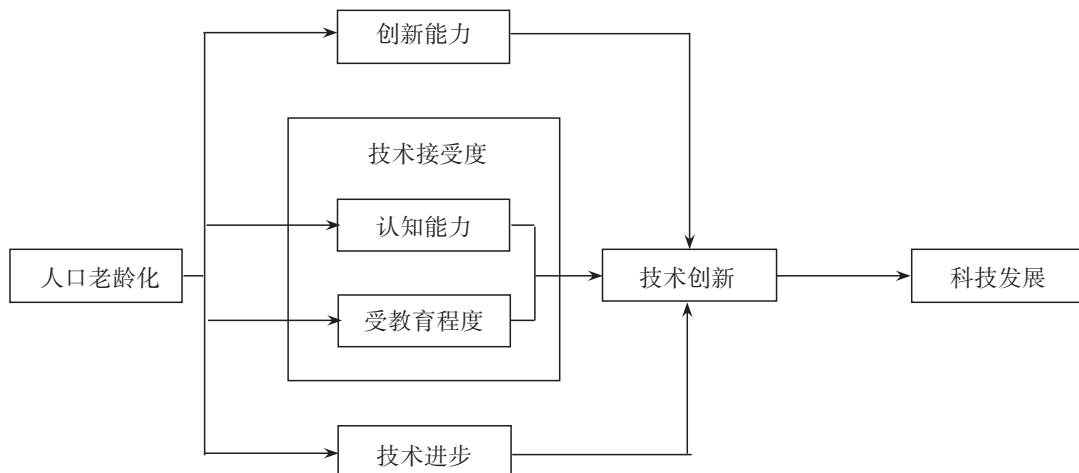 创新能力
技术接受度
认知能力
人口老龄化
技术创新
科技发展
受教育程度
技术进步